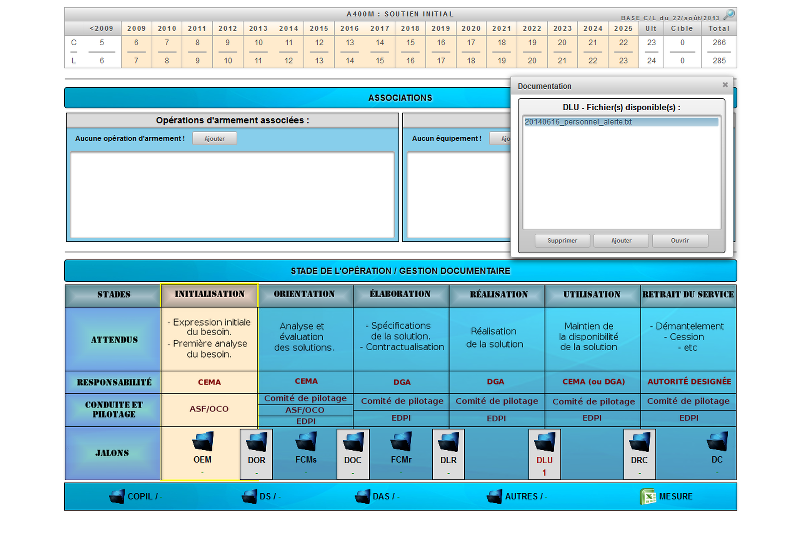 A400M : SOUTIEN INITIAL
BASE C/L du 22/août/2013
<2009 2009 2010 2011 2012 2013 2014 2015 2016 2017 2018 2019 2020 2021 2022 2023 2024 2025 Ult Cible Total
C 5 6 7 8 9 10 11 12 13 14 15 16 17 18 19 20 21 22 23 0 266
L 6 7 8 9 10 11 12 13 14 15 16 17 18 19 20 21 22 23 24 0 285
Documentation
DLU - Fichier(s) disponible(s) :
20140616_personnel_alerte.txt
Supprimer Ajouter Ouvrir
ASSOCIATIONS
Opérations d'armement associées :
Aucune opération d'armement ! Ajouter
Aucun équipement !
STADE DE L'OPÉRATION / GESTION DOCUMENTAIRE
STADES INITIALISATION ORIENTATION ÉLABORATION RÉALISATION UTILISATION RETRAIT DU SERVICE
ATTENDUS
- Expression initiale
du besoin.
- Première analyse
du besoin.
Analyse et
évaluation
des solutions.
- Spécifications
de la solution.
- Contractualisation
Réalisation
de la solution
Maintien de
la disponibilité
de la solution
- Démantelement
- Cession
- etc
RESPONSABILITÉ CEMA CEMA DGA DGA CEMA (ou DGA) AUTORITÉ DESIGNÉE
CONDUITE ET
PILOTAGE
ASF/OCO
Comité de pilotage
ASF/OCO
EDPI
Comité de pilotage
EDPI
Comité de pilotage
EDPI
Comité de pilotage
EDPI
Comité de pilotage
EDPI
JALONS
OEM DOR FCMs DOC FCMr DLR DLU DRC DC
- - - - - - 1 - -
COPIL / - DS / - DAS / - AUTRES / - MESURE